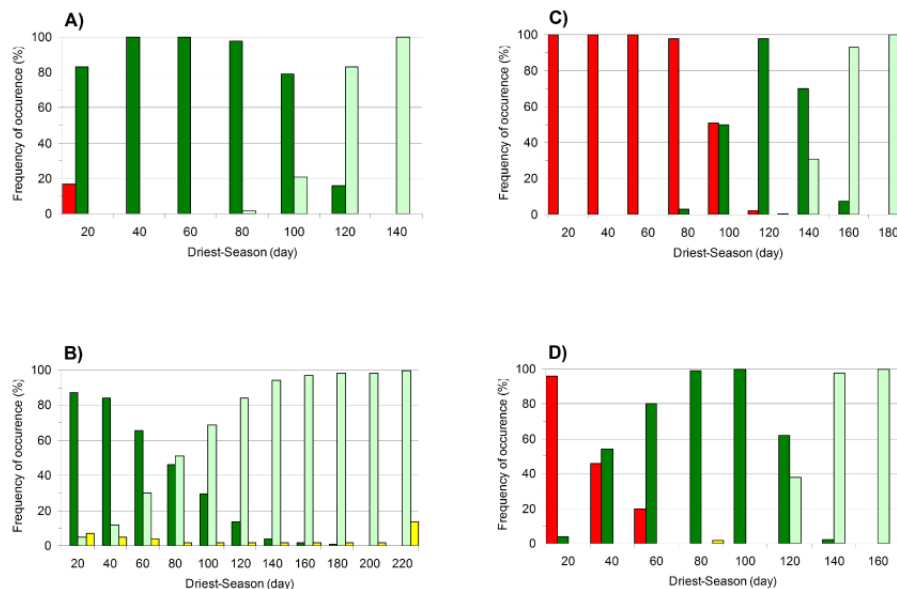 A)
Frequency of occurence (%)
100
80
60
40
20
0
20 40 60 80 100 120 140
Driest-Season (day)
C)
Frequency of occurence (%)
100
80
60
40
20
0
20 40 60 80 100 120 140 160 180
Driest-Season (day)
B)
Frequency of occurence (%)
100
80
60
40
20
0
20 40 60 80 100 120 140 160 180 200 220
Driest-Season (day)
D)
Frequency of occurence (%)
100
80
60
40
20
0
20 40 60 80 100 120 140 160
Driest-Season (day)